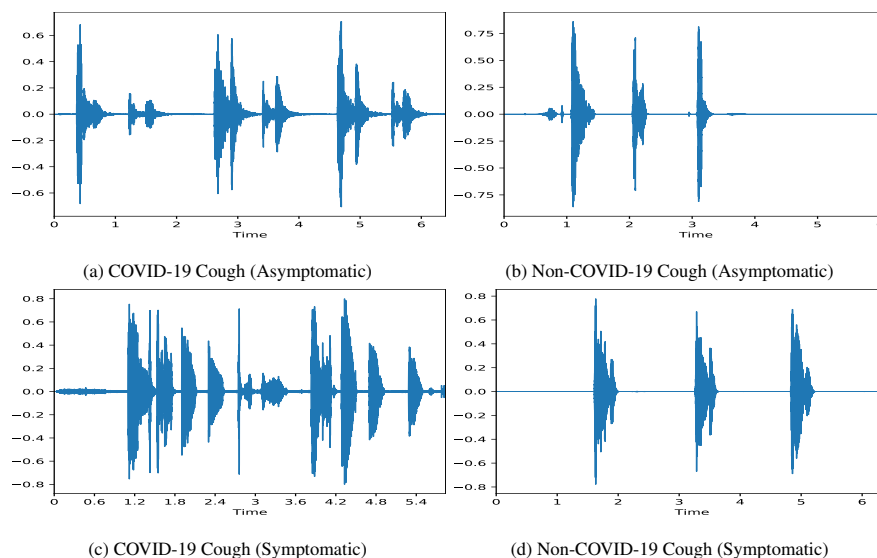 0.6
0.4
0.2
0.0
−0.2
−0.4
−0.6
0 1 2 3 4 5 6
Time
(a) COVID-19 Cough (Asymptomatic)
0.75
0.50
0.25
0.00
−0.25
−0.50
−0.75
0 1 2 3 4 5
Time
(b) Non-COVID-19 Cough (Asymptomatic)
0.8
0.6
0.4
0.2
0.0
−0.2
−0.4
−0.6
−0.8
0 0.6 1.2 1.8 2.4 3 3.6 4.2 4.8 5.4
Time
(c) COVID-19 Cough (Symptomatic)
0.8
0.6
0.4
0.2
0.0
−0.2
−0.4
−0.6
−0.8
0 1 2 3 4 5 6
Time
(d) Non-COVID-19 Cough (Symptomatic)